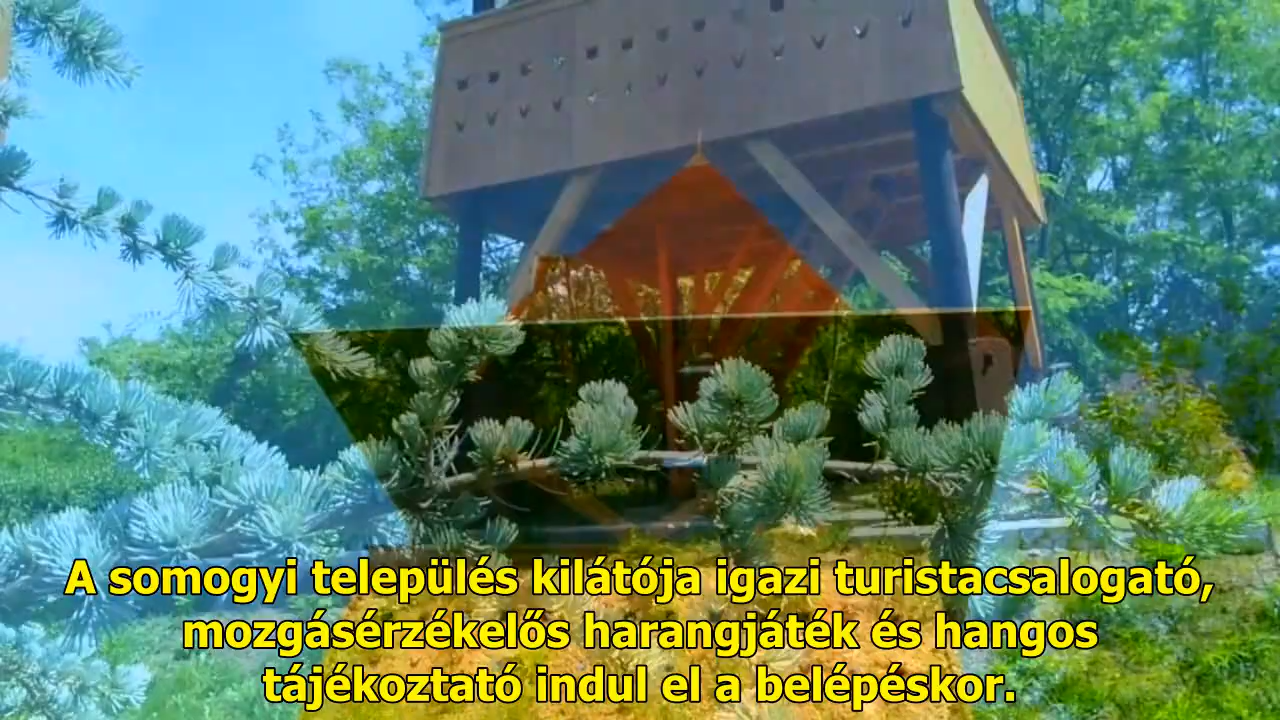 A somogyi település kilátója igazi turistacsalogató,
mozgásérzékelős harangjáték és hangos
tájékoztató indul el a belépéskor.